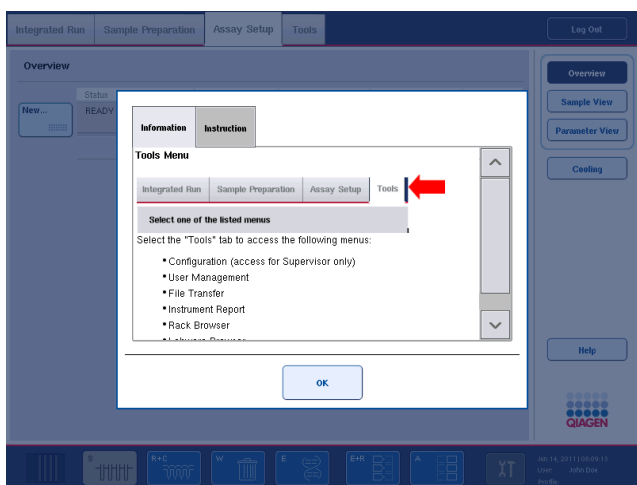 Integrated Run Sample Preparation Assay Setup Tools Log Out
Overview
Overview
Status
New... READY
Sample View
Parameter View
Cooling
Information Instruction
Tools Menu
Integrated Run Sample Preparation Assay Setup Tools
Select one of the listed menus
Select the "Tools" tab to access the following menus:
•Configuration (access for Supervisor only)
•User Management
•File Transfer
•Instrument Report
•Rack Browser
•Labware Browser
OK
Help
QIAGEN
S R+C W E E+R A
Jun 14, 2011 | 08:09:15
User: John Doe